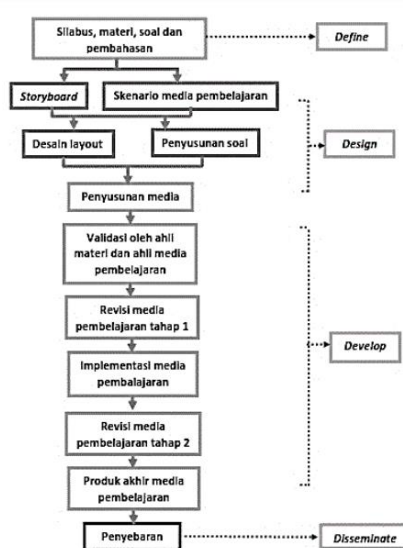 Silabus, materi, soal dan
pembahasan
Define
Storyboard
Skenario media pembelajaran
Desain layout
Penyusunan soal
Design
Penyusunan media
Validasi oleh ahli
materi dan ahli media
pembelajaran
Revisi media
pembelajaran tahap 1
Develop
Implementasi media
pembalajaran
Revisi media
pembelajaran tahap 2
Produk akhir media
pembelajaran
Penyebaran
Disseminate